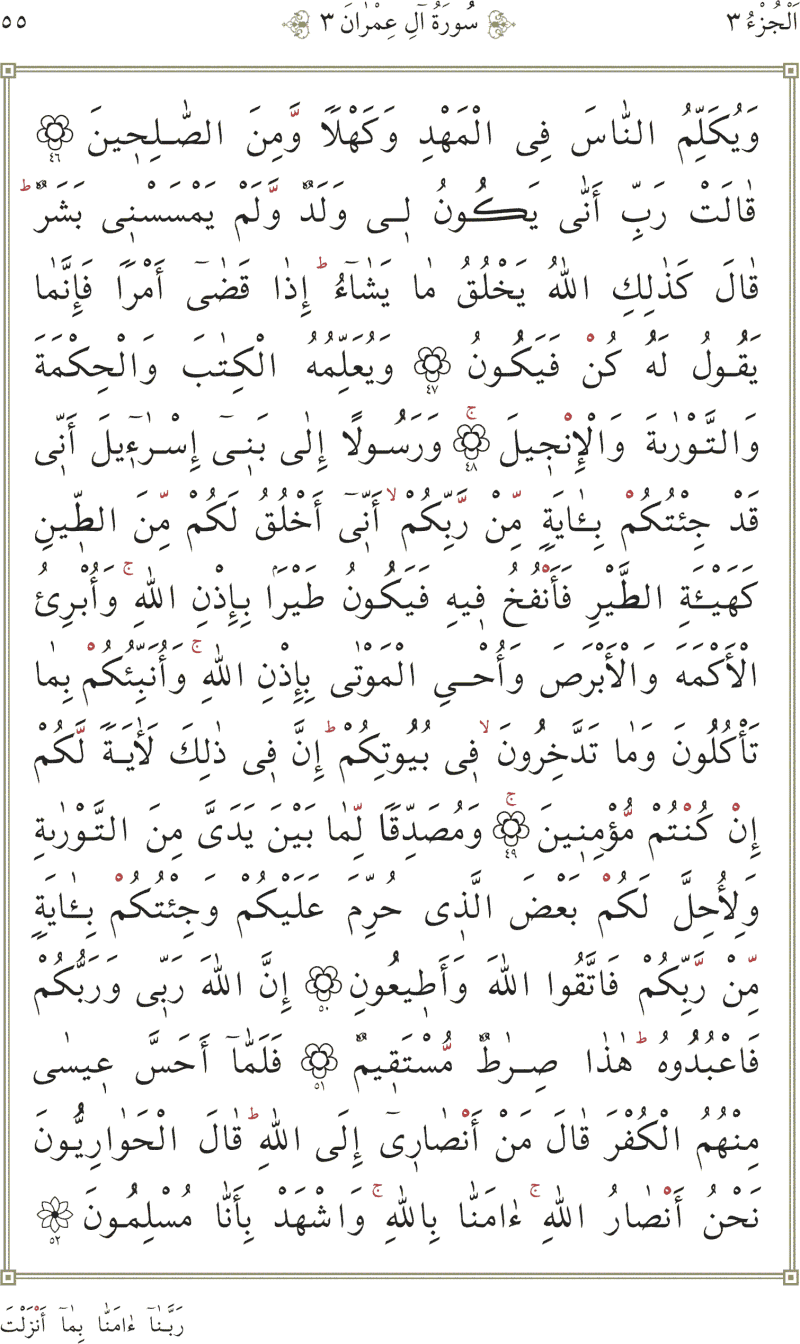 اَلْجُزْءُ ٣ سُورَةُ آلِ عِمْرٰانَ ٣ ٥٥
وَيُكَلِّمُ النّٰاسَ فِى الْمَهْدِ وَكَهْلًا وَّمِنَ الصّٰلِحٖينَ ٤٦
قٰالَتْ رَبِّ أَنّٰى يَكُونُ لٖى وَلَدٌ وَّلَمْ يَمْسَسْنٖى بَشَرٌ ؕ
قٰالَ كَذٰلِكِ اللّٰهُ يَخْلُقُ مٰا يَشٰآءُ ؕ إِذٰا قَضٰىٓ أَمْرًا فَإِنَّمٰا
يَقُولُ لَهُ كُنْ فَيَكُونُ ٤٧ وَيُعَلِّمُهُ الْكِتٰبَ وَالْحِكْمَةَ
وَالتَّوْرٰىةَ وَالْإِنْجٖيلَ ۚ ٤٨ وَرَسُولًا إِلٰى بَنٖىٓ إِسْرٰٓءٖيلَ أَنّٖى
قَدْ جِئْتُكُمْ بِـٰٔايَةٍ مِّنْ رَّبِّكُمْ ۙ أَنّٖىٓ أَخْلُقُ لَكُمْ مِّنَ الطّٖينِ
كَهَيْـَٔةِ الطَّيْرِ فَأَنْفُخُ فٖيهِ فَيَكُونُ طَيْرًا بِإِذْنِ اللّٰهِ ۚ وَأُبْرِئُ
الْأَكْمَهَ وَالْأَبْرَصَ وَأُحْىِ الْمَوْتٰى بِإِذْنِ اللّٰهِ ۚ وَأُنَبِّئُكُمْ بِمٰا
تَأْكُلُونَ وَمٰا تَدَّخِرُونَ ۙ فٖى بُيُوتِكُمْ ؕ إِنَّ فٖى ذٰلِكَ لَأٰيَةً لَّكُمْ
إِنْ كُنْتُمْ مُّؤْمِنٖينَ ۚ ٤٩ وَمُصَدِّقًا لِّمٰا بَيْنَ يَدَىَّ مِنَ التَّوْرٰىةِ
وَلِأُحِلَّ لَكُمْ بَعْضَ الَّذٖى حُرِّمَ عَلَيْكُمْ وَجِئْتُكُمْ بِـٰٔايَةٍ
مِّنْ رَّبِّكُمْ فَاتَّقُوا اللّٰهَ وَأَطٖيعُونِ ٥٠ إِنَّ اللّٰهَ رَبّٖى وَرَبُّكُمْ
فَاعْبُدُوهُ ؕ هٰذٰا صِرٰطٌ مُّسْتَقٖيمٌ ٥١ فَلَمّٰآ أَحَسَّ عٖيسٰى
مِنْهُمُ الْكُفْرَ قٰالَ مَنْ أَنْصٰارٖىٓ إِلَى اللّٰهِ ؕ قٰالَ الْحَوٰارِيُّونَ
نَحْنُ أَنْصٰارُ اللّٰهِ ۚ ءٰامَنّٰا بِاللّٰهِ ۚ وَاشْهَدْ بِأَنّٰا مُسْلِمُونَ ٥٢
رَبَّنٰآ ءٰامَنّٰا بِمٰآ أَنْزَلْتَ